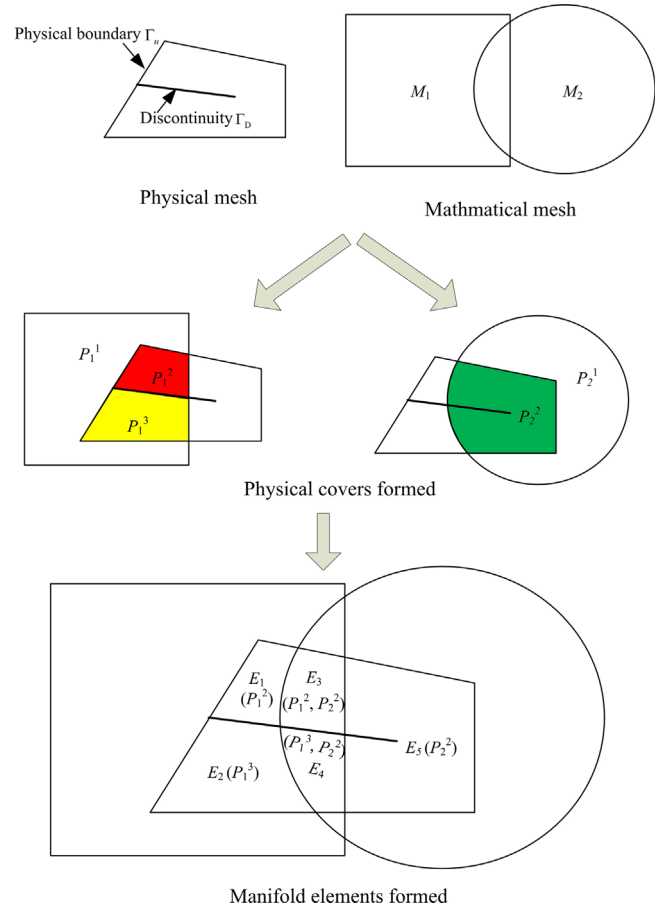 Physical boundary Γu
Discontinuity ΓD
M1
M2
Physical mesh
Mathmatical mesh
P1^1
P1^2
P1^3
P2^1
P2^2
Physical covers formed
E1
(P1^2)
E3
(P1^2, P2^2)
(P1^3, P2^2)
E4
E2 (P1^3)
E5 (P2^2)
Manifold elements formed